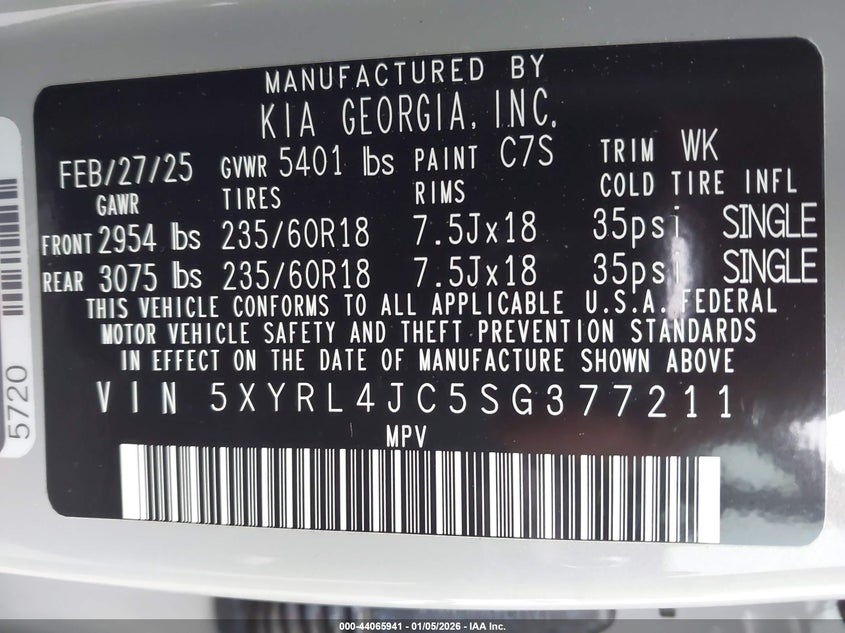 MANUFACTURED BY
KIA GEORGIA, INC.
FEB/27/25 GVWR 5401 lbs PAINT C7S TRIM WK
GAWR TIRES RIMS COLD TIRE INFL
FRONT 2954 lbs 235/60R18 7.5Jx18 35psi SINGLE
REAR 3075 lbs 235/60R18 7.5Jx18 35psi SINGLE
THIS VEHICLE CONFORMS TO ALL APPLICABLE U.S.A. FEDERAL
MOTOR VEHICLE SAFETY AND THEFT PREVENTION STANDARDS
IN EFFECT ON THE DATE OF MANUFACTURE SHOWN ABOVE
VIN 5XYRL4JC5SG377211
MPV
5720
000-44065941 - 01/05/2026 - IAA Inc.